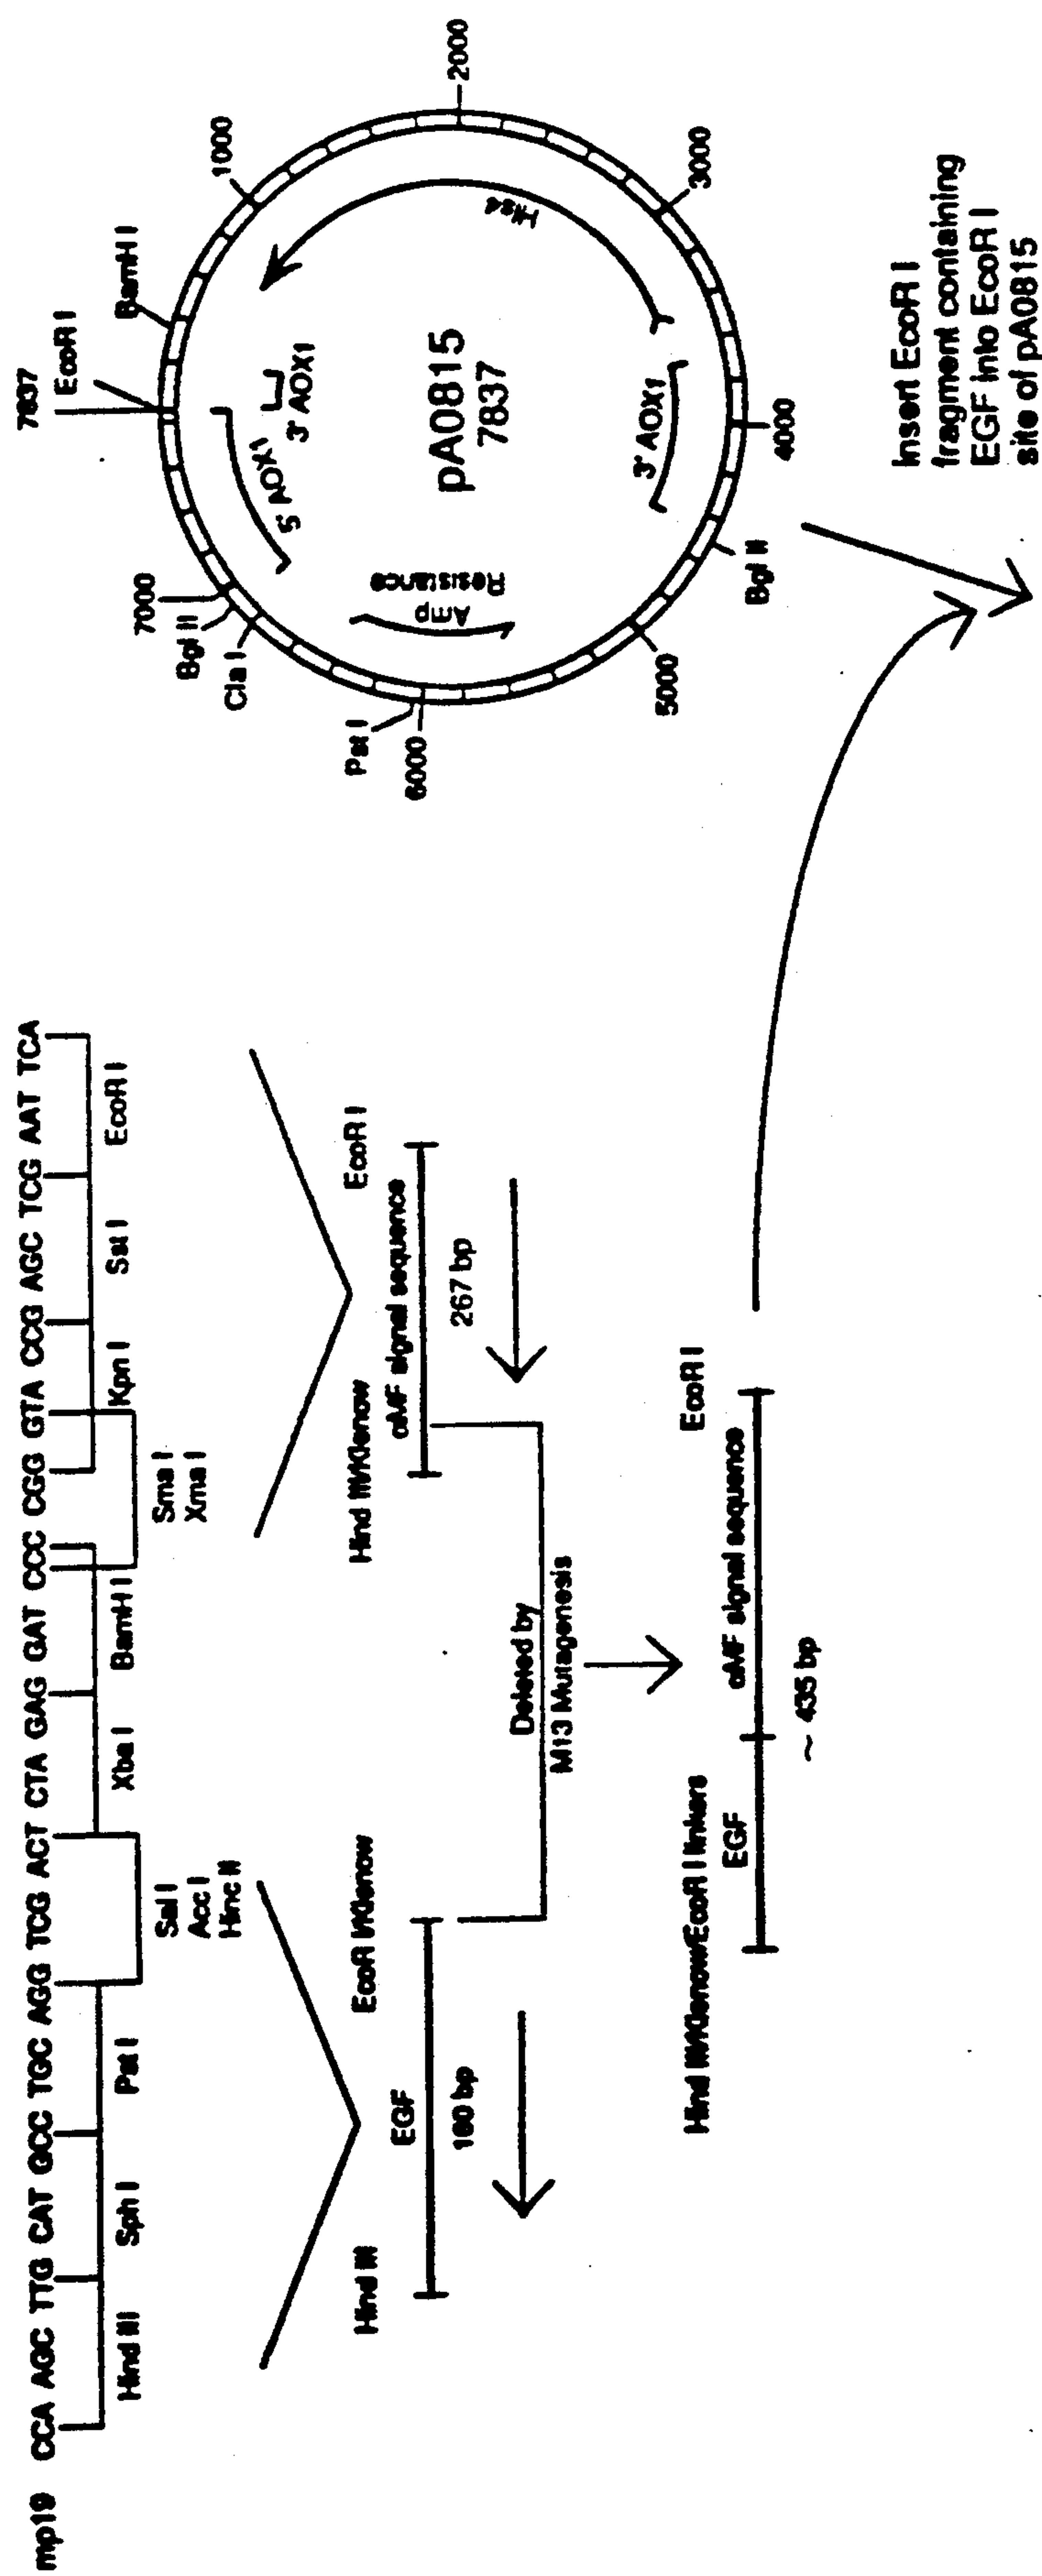 mp19 CCA AGC TTG CAT GCC TGC AGG TCG ACT CTA GAG GAT CCC CGG GTA CCG AGC TCG AAT TCA
Hind III
Sph I
Pst I
Sal I
Acc I
Hinc II
Xba I
BamH I
Sma I
Xma I
Kpn I
Sst I
EcoR I
Hind III
EGF
EcoR I/Klenow
180 bp
Hind III/Klenow
αMF signal sequence
EcoR I
267 bp
Deleted by
M13 Mutagenesis
Hind III/Klenow/EcoR I linkers
EGF
αMF signal sequence
EcoR I
~ 435 bp
7837
EcoR I
BamH I
1000
2000
3000
4000
Bgl II
5000
6000
Pst I
Cla I
Bgl II
7000
5' AOX1
3' AOX1
His4
3' AOX1
Amp
Resistance
pA0815
7837
Insert EcoR I
fragment containing
EGF into EcoR I
site of pA0815